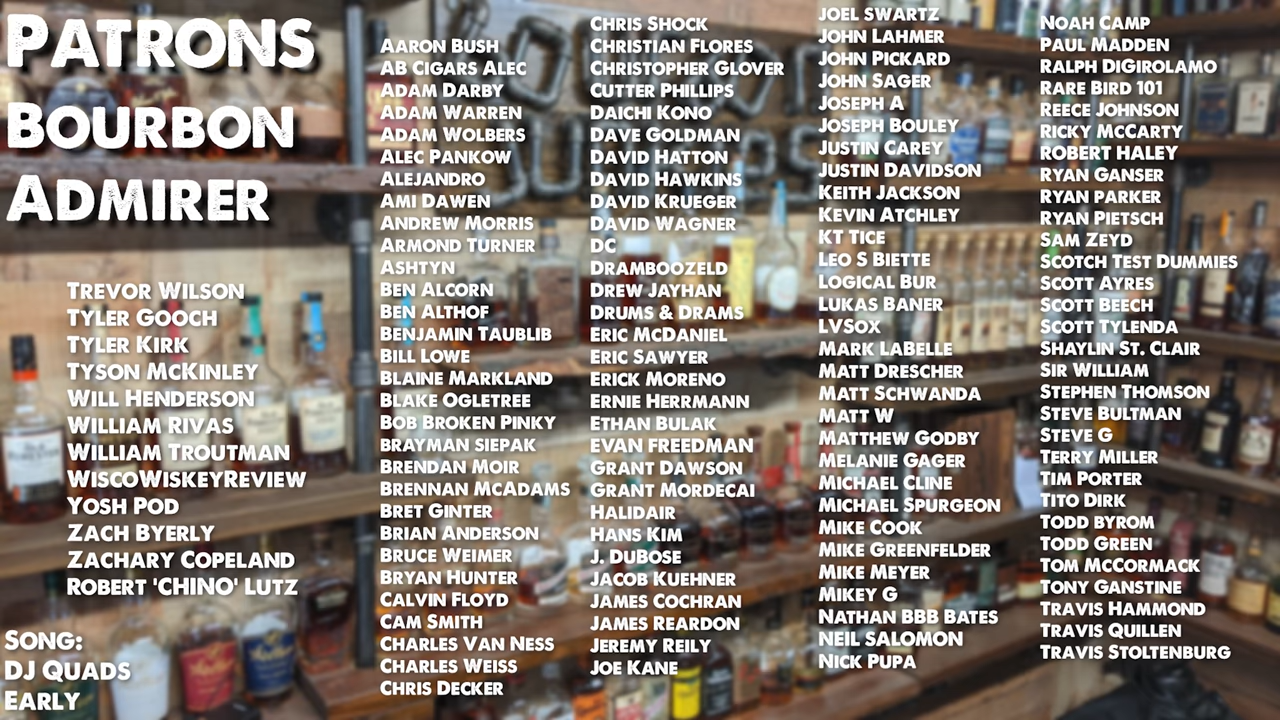 Patrons
Bourbon
Admirer
Aaron Bush
AB Cigars Alec
Adam Darby
Adam Warren
Adam Wolbers
Alec Pankow
Alejandro
Ami Dawen
Andrew Morris
Armond Turner
Ashtyn
Ben Alcorn
Ben Althof
Benjamin Taublib
Bill Lowe
Blaine Markland
Blake Ogletree
Bob Broken Pinky
brayman siepak
Brendan Moir
Brennan McAdams
Bret Ginter
Brian Anderson
Bruce Weimer
Bryan Hunter
Calvin Floyd
Cam Smith
Charles Van Ness
Charles Weiss
Chris Decker
Chris Shock
Christian Flores
Christopher Glover
Cutter Phillips
Daichi Kono
Dave Goldman
David Hatton
David Hawkins
David Krueger
David Wagner
DC
Dramboozeld
Drew Jayhan
Drums & Drams
Eric McDaniel
Eric Sawyer
Erick Moreno
Ernie Herrmann
Ethan Bulak
evan freedman
Grant Dawson
Grant Mordecai
Halidair
Hans Kim
J. DuBose
Jacob Kuehner
James Cochran
James Reardon
Jeremy Reily
Joe Kane
Joel Swartz
John Lahmer
John Pickard
John Sager
Joseph A
Joseph Bouley
Justin Carey
Justin Davidson
Keith Jackson
Kevin Atchley
KT Tice
Leo S Biette
Logical Bur
Lukas Baner
LVSOX
Mark LaBelle
Matt Drescher
Matt Schwanda
Matt W
Matthew Godby
Melanie Gager
Michael Cline
Michael Spurgeon
Mike Cook
Mike Greenfelder
Mike Meyer
Mikey G
Nathan BBB Bates
neil salomon
Nick Pupa
Noah Camp
Paul Madden
Ralph DiGirolamo
Rare Bird 101
Reece Johnson
Ricky McCarty
Robert Haley
Ryan Ganser
Ryan parker
Ryan Pietsch
Sam Zeyd
Scotch Test Dummies
Scott Ayres
Scott Beech
Scott Tylenda
Shaylin St. Clair
Sir William
Stephen Thomson
Steve Bultman
Steve G
Terry Miller
Tim Porter
Tito Dirk
Todd byrom
Todd Green
Tom McCormack
Tony Ganstine
Travis Hammond
Travis Quillen
Travis Stoltenburg
Trevor Wilson
Tyler Gooch
Tyler Kirk
Tyson McKinley
Will Henderson
William Rivas
William Troutman
WiscoWiskeyReview
Yosh Pod
Zach Byerly
Zachary Copeland
Robert 'CHINO' Lutz
Song:
DJ Quads
Early